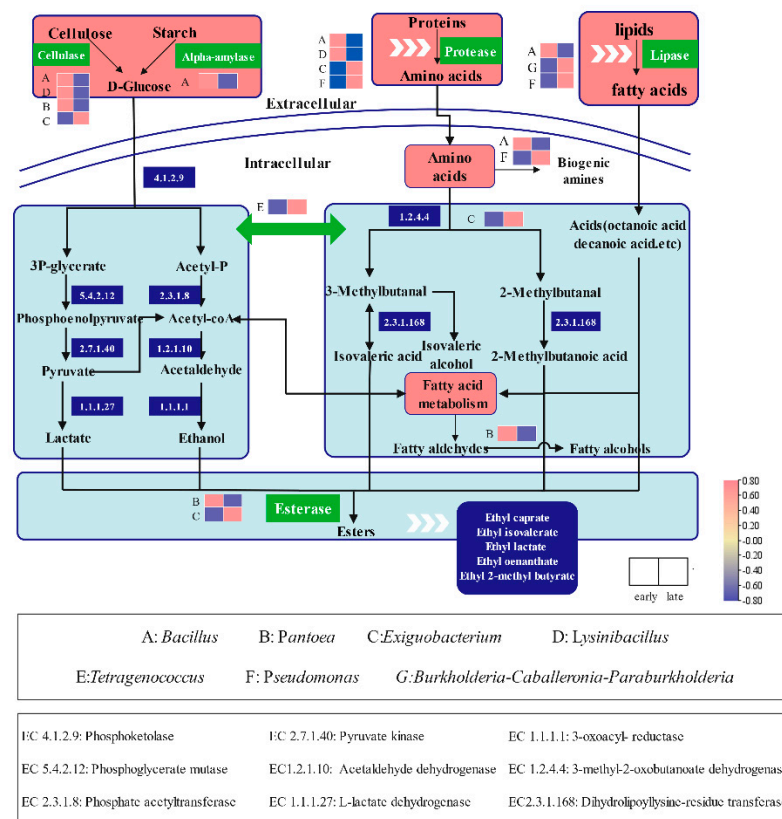 Cellulose Starch
Cellulase Alpha-amylase
A
D
B
C
D-Glucose
A
Proteins
Protease
Amino acids
A
D
C
F
lipids
Lipase
fatty acids
A
G
F
Extracellular
Intracellular
Amino
acids
A
F
Biogenic
amines
4.1.2.9
E
1.2.4.4
C
Acids(octanoic acid
decanoic acid.etc)
3P-glycerate Acetyl-P
5.4.2.12 2.3.1.8
Phosphoenolpyruvate Acetyl-coA
2.7.1.40 1.2.1.10
Pyruvate Acetaldehyde
1.1.1.27 1.1.1.1
Lactate Ethanol
3-Methylbutanal 2-Methylbutanal
2.3.1.168 2.3.1.168
Isovaleric acid
Isovaleric
alcohol
2-Methylbutanoic acid
Fatty acid
metabolism
B
Fatty aldehydes Fatty alcohols
B
C
Esterase
Esters
Ethyl caprate
Ethyl isovalerate
Ethyl lactate
Ethyl oenanthate
Ethyl 2-methyl butyrate
0.80
0.60
0.40
0.20
0.00
-0.20
-0.40
-0.60
-0.80
early late
A: Bacillus B: Pantoea C:Exiguobacterium D: Lysinibacillus
E:Tetragenococcus F: Pseudomonas G:Burkholderia-Caballeronia-Paraburkholderia
EC 4.1.2.9: Phosphoketolase EC 2.7.1.40: Pyruvate kinase EC 1.1.1.1: 3-oxoacyl- reductase
EC 5.4.2.12: Phosphoglycerate mutase EC1.2.1.10: Acetaldehyde dehydrogenase EC 1.2.4.4: 3-methyl-2-oxobutanoate dehydrogenas
EC 2.3.1.8: Phosphate acetyltransferase EC 1.1.1.27: L-lactate dehydrogenase EC2.3.1.168: Dihydrolipoyllysine-residue transferas